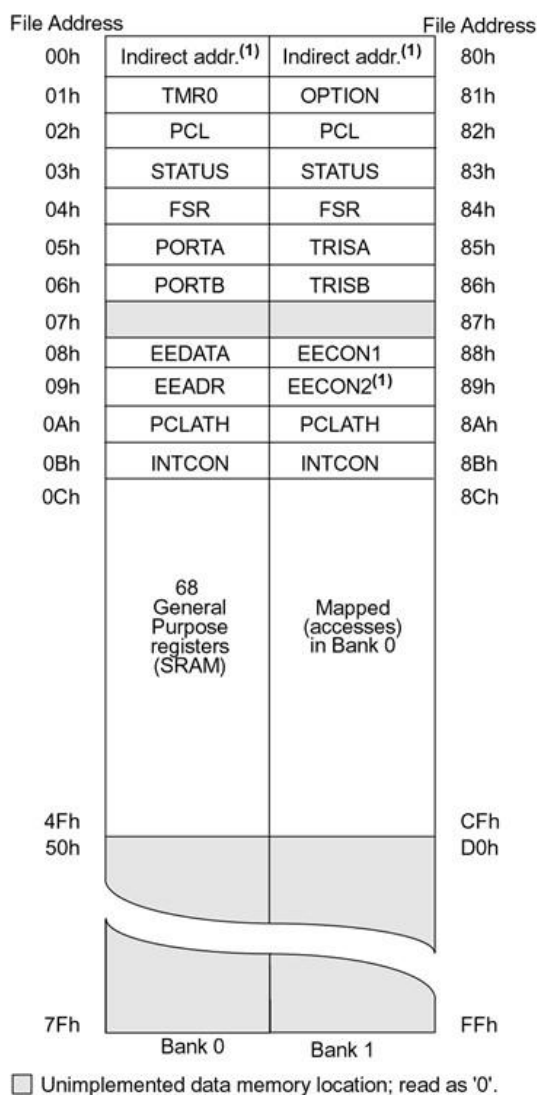 File Address File Address
00h Indirect addr.(1) Indirect addr.(1) 80h
01h TMR0 OPTION 81h
02h PCL PCL 82h
03h STATUS STATUS 83h
04h FSR FSR 84h
05h PORTA TRISA 85h
06h PORTB TRISB 86h
07h 87h
08h EEDATA EECON1 88h
09h EEADR EECON2(1) 89h
0Ah PCLATH PCLATH 8Ah
0Bh INTCON INTCON 8Bh
0Ch 8Ch
68
General
Purpose
registers
(SRAM)
Mapped
(accesses)
in Bank 0
4Fh CFh
50h D0h
7Fh FFh
Bank 0 Bank 1
Unimplemented data memory location; read as '0'.